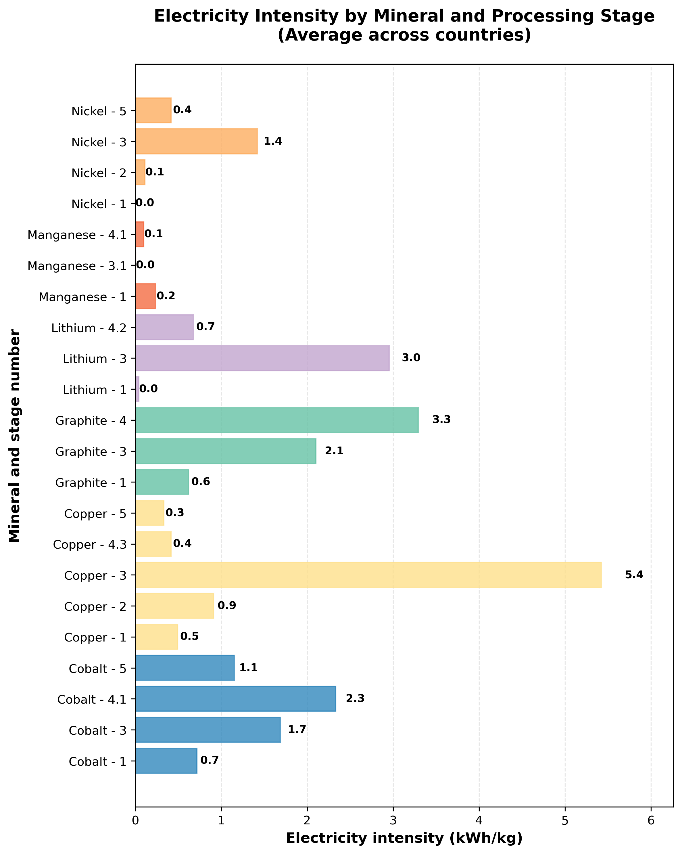 Electricity Intensity by Mineral and Processing Stage
(Average across countries)
Nickel - 5 0.4
Nickel - 3 1.4
Nickel - 2 0.1
Nickel - 1 0.0
Manganese - 4.1 0.1
Manganese - 3.1 0.0
Manganese - 1 0.2
Lithium - 4.2 0.7
Lithium - 3 3.0
Lithium - 1 0.0
Graphite - 4 3.3
Graphite - 3 2.1
Graphite - 1 0.6
Copper - 5 0.3
Copper - 4.3 0.4
Copper - 3 5.4
Copper - 2 0.9
Copper - 1 0.5
Cobalt - 5 1.1
Cobalt - 4.1 2.3
Cobalt - 3 1.7
Cobalt - 1 0.7
Mineral and stage number
0 1 2 3 4 5 6
Electricity intensity (kWh/kg)